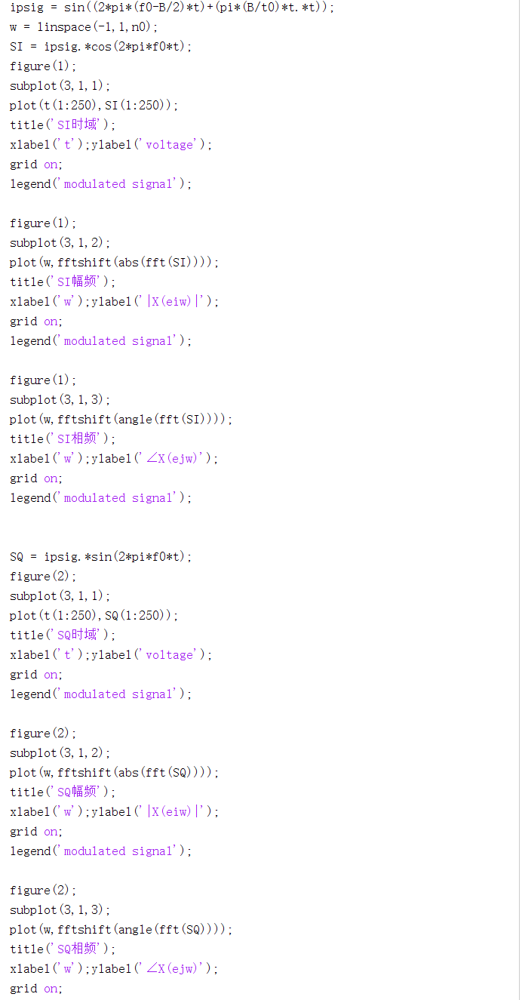 ipsig = sin((2*pi*(f0-B/2)*t)+(pi*(B/t0)*t.*t));
w = linspace(-1,1,n0);
SI = ipsig.*cos(2*pi*f0*t);
figure(1);
subplot(3,1,1);
plot(t(1:250),SI(1:250));
title('SI时域');
xlabel('t');ylabel('voltage');
grid on;
legend('modulated signal');
figure(1);
subplot(3,1,2);
plot(w,fftshift(abs(fft(SI))));
title('SI幅频');
xlabel('w');ylabel('|X(eiw)|');
grid on;
legend('modulated signal');
figure(1);
subplot(3,1,3);
plot(w,fftshift(angle(fft(SI))));
title('SI相频');
xlabel('w');ylabel('∠X(ejw)');
grid on;
legend('modulated signal');
SQ = ipsig.*sin(2*pi*f0*t);
figure(2);
subplot(3,1,1);
plot(t(1:250),SQ(1:250));
title('SQ时域');
xlabel('t');ylabel('voltage');
grid on;
legend('modulated signal');
figure(2);
subplot(3,1,2);
plot(w,fftshift(abs(fft(SQ))));
title('SQ幅频');
xlabel('w');ylabel('|X(eiw)|');
grid on;
legend('modulated signal');
figure(2);
subplot(3,1,3);
plot(w,fftshift(angle(fft(SQ))));
title('SQ相频');
xlabel('w');ylabel('∠X(ejw)');
grid on;